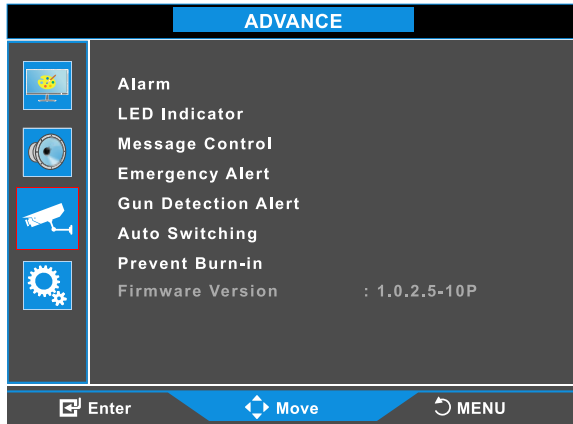 ADVANCE
Alarm
LED Indicator
Message Control
Emergency Alert
Gun Detection Alert
Auto Switching
Prevent Burn-in
Firmware Version : 1.0.2.5-10P
Enter Move MENU